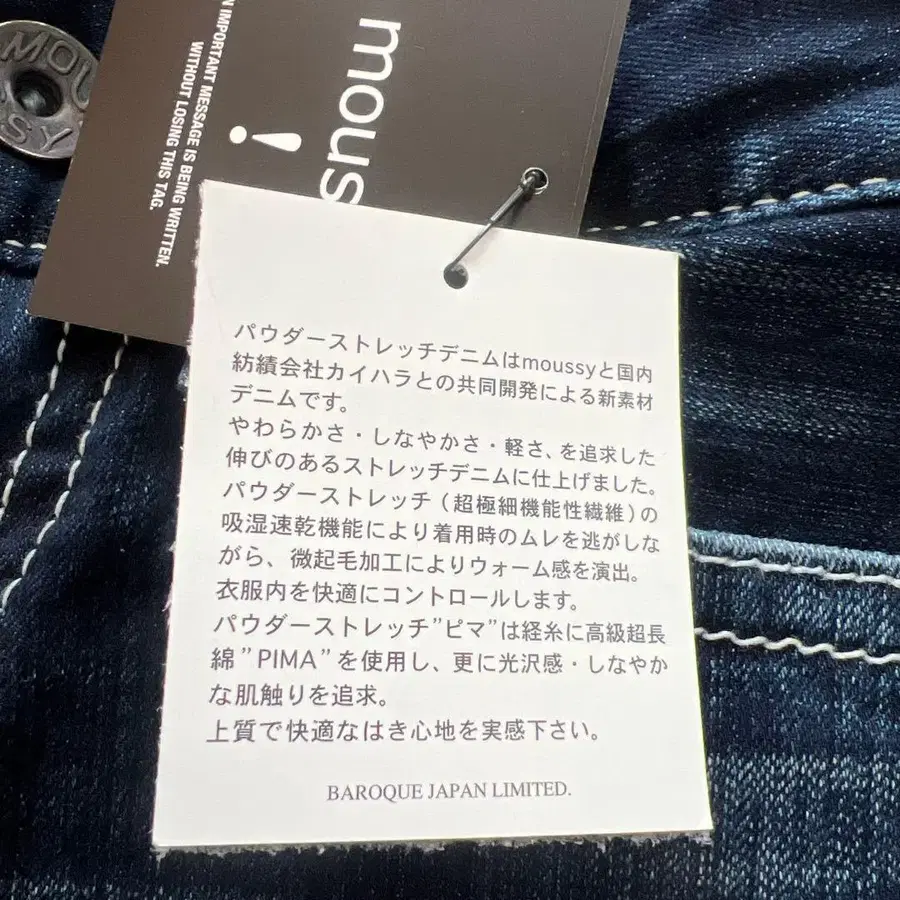 MOU
SSY
mous
N IMPORTANT MESSAGE IS BEING WRITTEN.
WITHOUT LOSING THIS TAG.
パウダーストレッチデニムはmoussyと国内
紡績会社カイハラとの共同開発による新素材
デニムです。
やわらかさ・しなやかさ・軽さ、を追求した
伸びのあるストレッチデニムに仕上げました。
パウダーストレッチ(超極細機能性繊維)の
吸湿速乾機能により着用時のムレを逃がしな
がら、微起毛加工によりウォーム感を演出。
衣服内を快適にコントロールします。
パウダーストレッチ"ピマ"は経糸に高級超長
綿"PIMA"を使用し、更に光沢感・しなやか
な肌触りを追求。
上質で快適なはき心地を実感下さい。
BAROQUE JAPAN LIMITED.